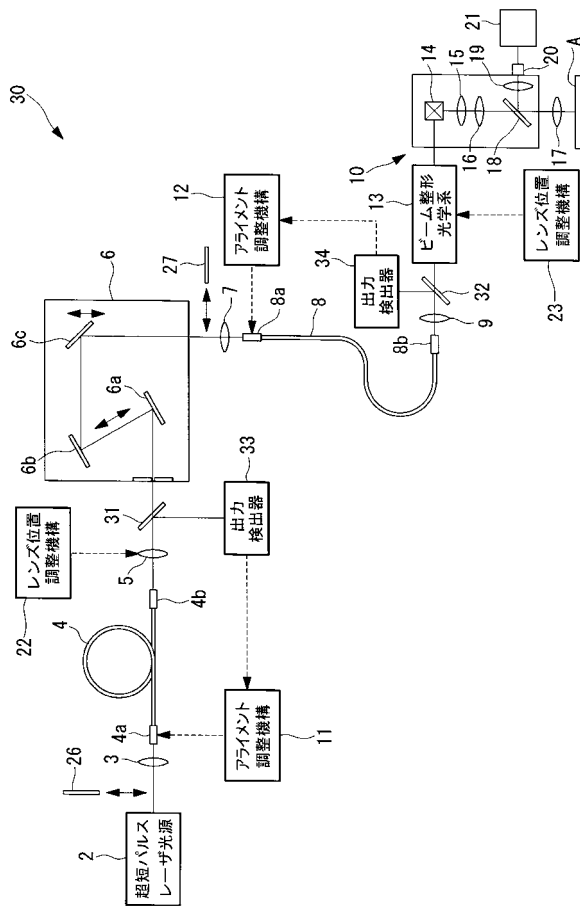 30
2
超短パルス
レーザ光源
26
3
4a
4
4b
11
アライメント
調整機構
22
レンズ位置
調整機構
5
31
33
出力
検出器
6
6a
6b
6c
27
7
12
アライメント
調整機構
8a
8
8b
9
32
34
出力
検出器
10
13
ビーム整形
光学系
23
レンズ位置
調整機構
14
15
16
17
18
19
20
21
A